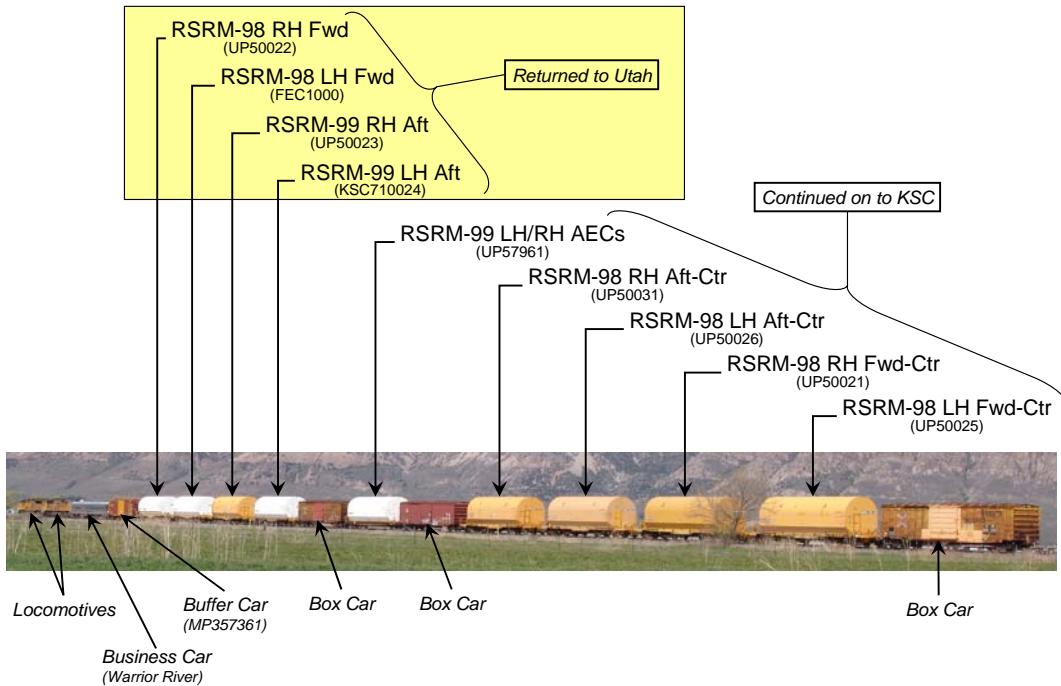 RSRM-98 RH Fwd
(UP50022)
RSRM-98 LH Fwd
(FEC1000)
Returned to Utah
RSRM-99 RH Aft
(UP50023)
RSRM-99 LH Aft
(KSC710024)
Continued on to KSC
RSRM-99 LH/RH AECs
(UP57961)
RSRM-98 RH Aft-Ctr
(UP50031)
RSRM-98 LH Aft-Ctr
(UP50026)
RSRM-98 RH Fwd-Ctr
(UP50021)
RSRM-98 LH Fwd-Ctr
(UP50025)
Locomotives
Buffer Car
(MP357361)
Box Car
Box Car
Box Car
Business Car
(Warrior River)